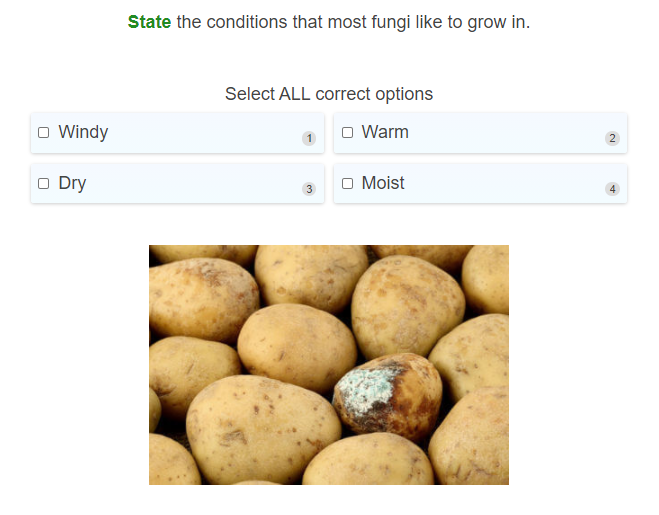 State the conditions that most fungi like to grow in.
Select ALL correct options
Windy 1
Warm 2
Dry 3
Moist 4